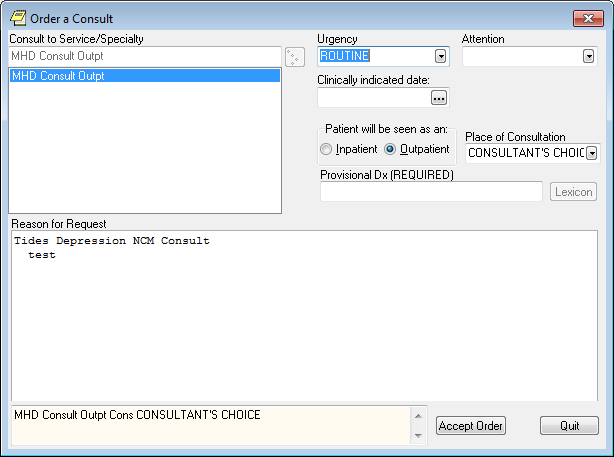 Order a Consult
Consult to Service/Specialty
MHD Consult Outpt
MHD Consult Outpt
Urgency
ROUTINE
Attention
Clinically indicated date:
...
Patient will be seen as an:
Inpatient
Outpatient
Place of Consultation
CONSULTANT'S CHOIC
Provisional Dx (REQUIRED)
Lexicon
Reason for Request
Tides Depression NCM Consult
test
MHD Consult Outpt Cons CONSULTANT'S CHOICE
Accept Order
Quit